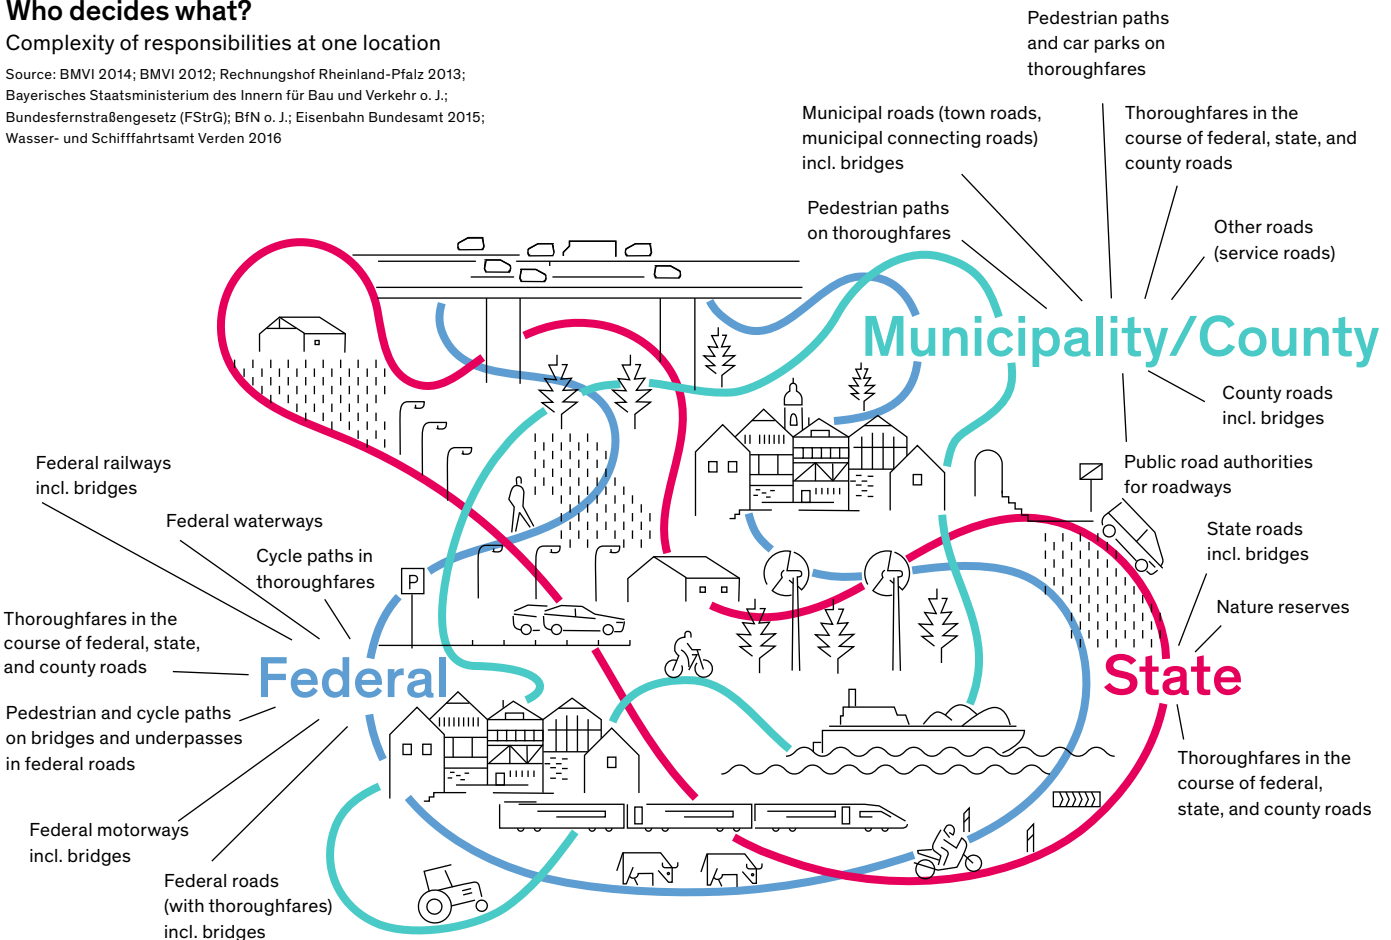 Who decides what?
Complexity of responsibilities at one location
Source: BMVI 2014; BMVI 2012; Rechnungshof Rheinland-Pfalz 2013;
Bayerisches Staatsministerium des Innern für Bau und Verkehr o. J.;
Bundesfernstraßengesetz (FStrG); BfN o. J.; Eisenbahn Bundesamt 2015;
Wasser- und Schifffahrtsamt Verden 2016
Pedestrian paths
and car parks on
thoroughfares
Municipal roads (town roads,
municipal connecting roads)
incl. bridges
Thoroughfares in the
course of federal, state, and
county roads
Pedestrian paths
on thoroughfares
Other roads
(service roads)
Municipality/County
County roads
incl. bridges
Public road authorities
for roadways
State roads
incl. bridges
Nature reserves
State
Thoroughfares in the
course of federal,
state, and county roads
Federal railways
incl. bridges
Federal waterways
Cycle paths in
thoroughfares
P
Thoroughfares in the
course of federal, state,
and county roads
Federal
Pedestrian and cycle paths
on bridges and underpasses
in federal roads
Federal motorways
incl. bridges
Federal roads
(with thoroughfares)
incl. bridges